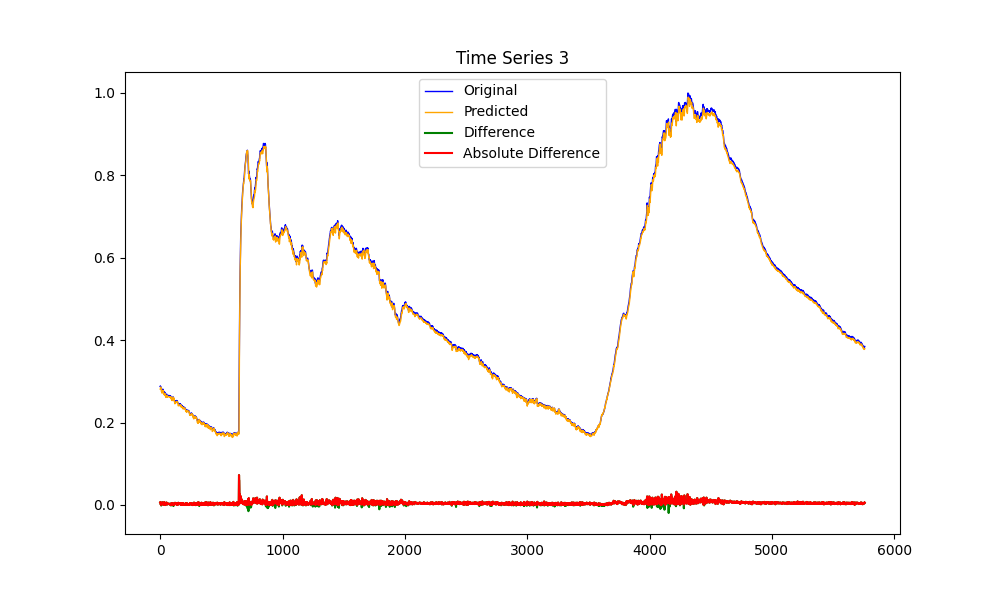 Time Series 3
Original
Predicted
Difference
Absolute Difference
1.0
0.8
0.6
0.4
0.2
0.0
0 1000 2000 3000 4000 5000 6000